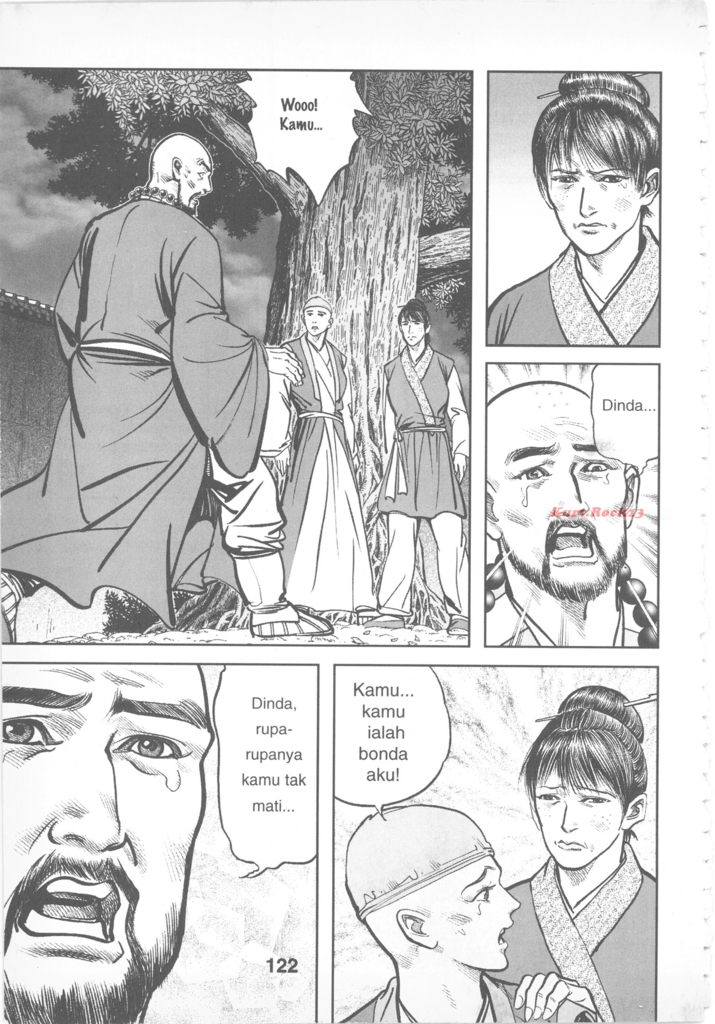 Wooo!
Kamu...
Dinda...
Dinda,
rupa-
rupanya
kamu tak
mati...
Kamu...
kamu
ialah
bonda
aku!
122